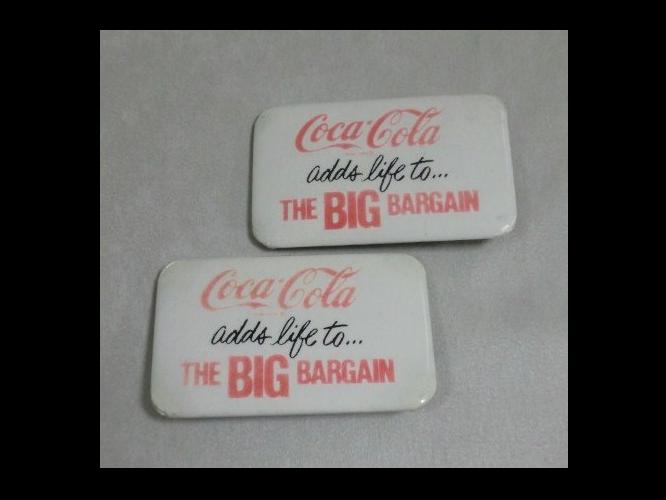 Coca-Cola
adds life to...
THE BIG BARGAIN
Coca-Cola
adds life to...
THE BIG BARGAIN